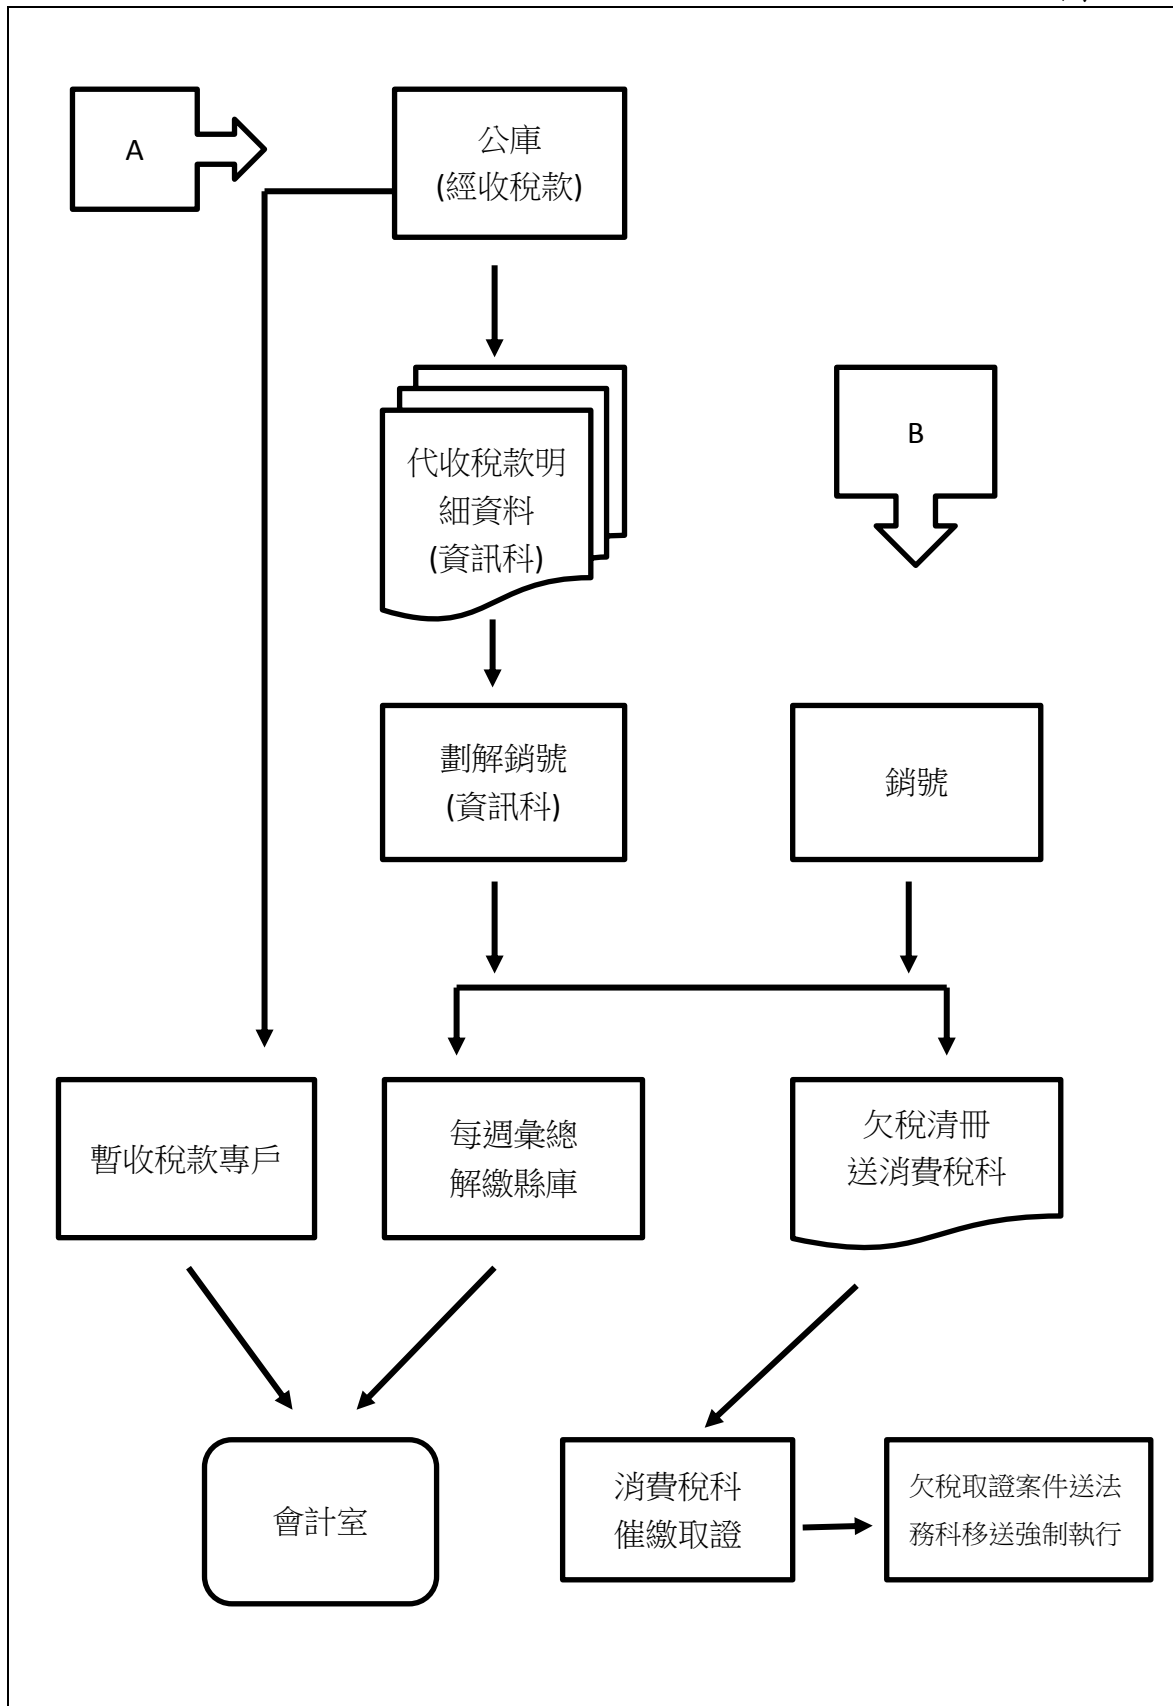 A
公庫
(經收稅款)
代收稅款明
細資料
(資訊科)
B
劃解銷號
(資訊科)
銷號
暫收稅款專戶
每週彙總
解繳縣庫
欠稅清冊
送消費稅科
會計室
消費稅科
催繳取證
欠稅取證案件送法
務科移送強制執行